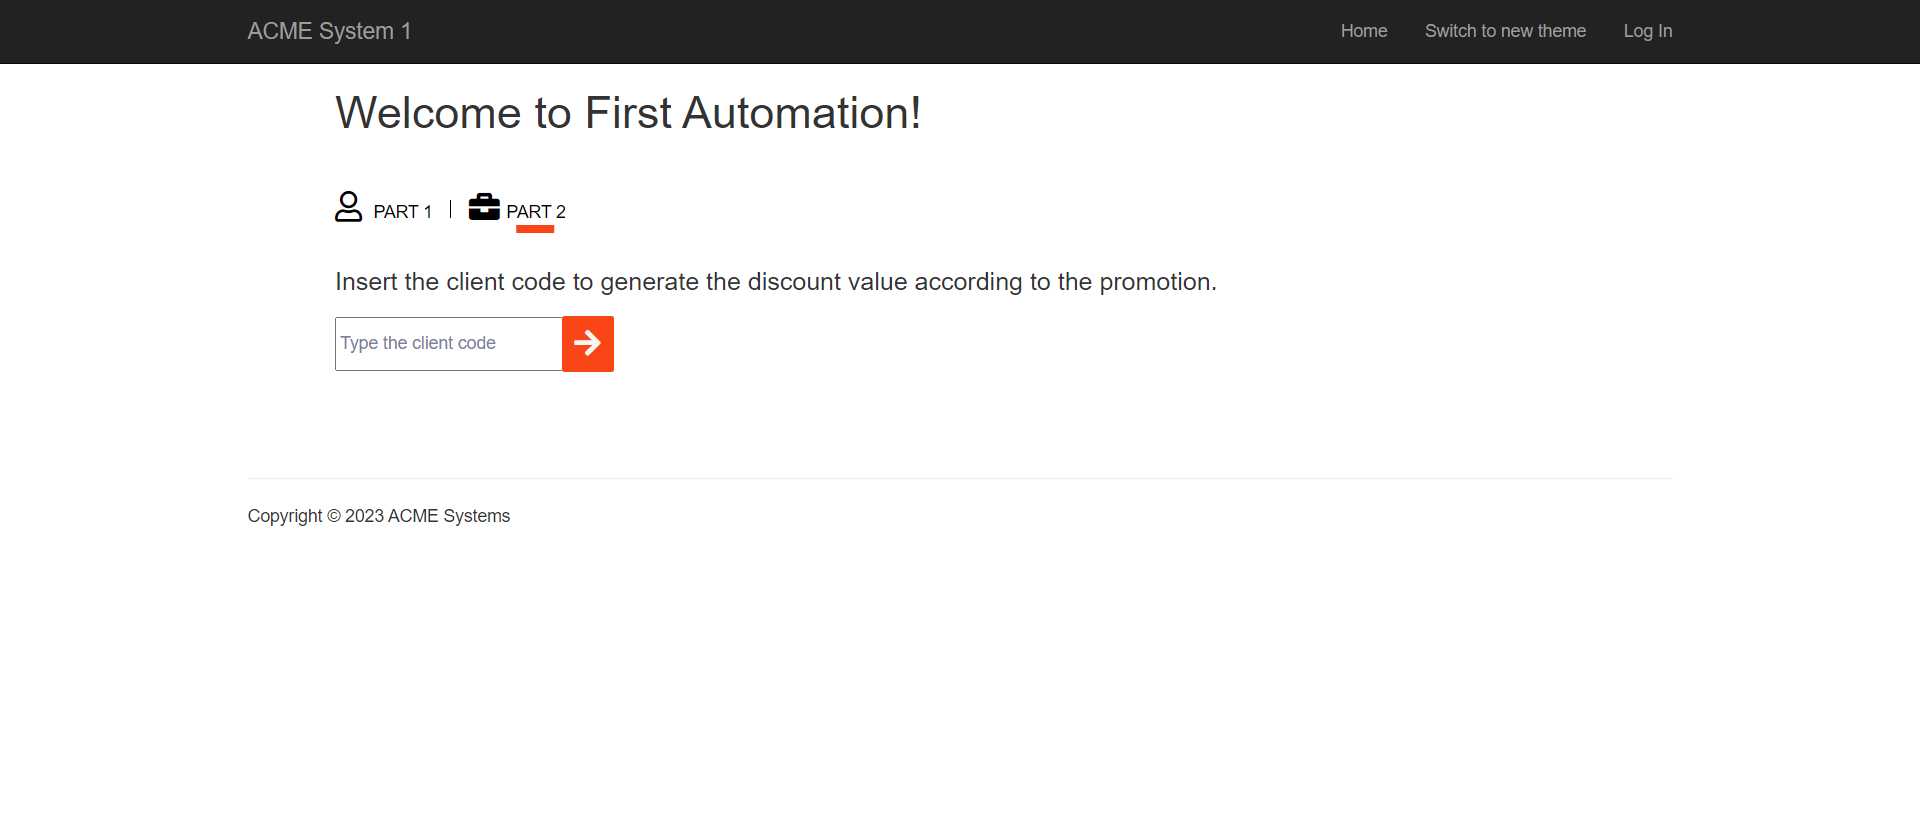 ACME System 1
Home
Switch to new theme
Log In
Welcome to First Automation!
PART 1
PART 2
Insert the client code to generate the discount value according to the promotion.
Type the client code
Copyright © 2023 ACME Systems